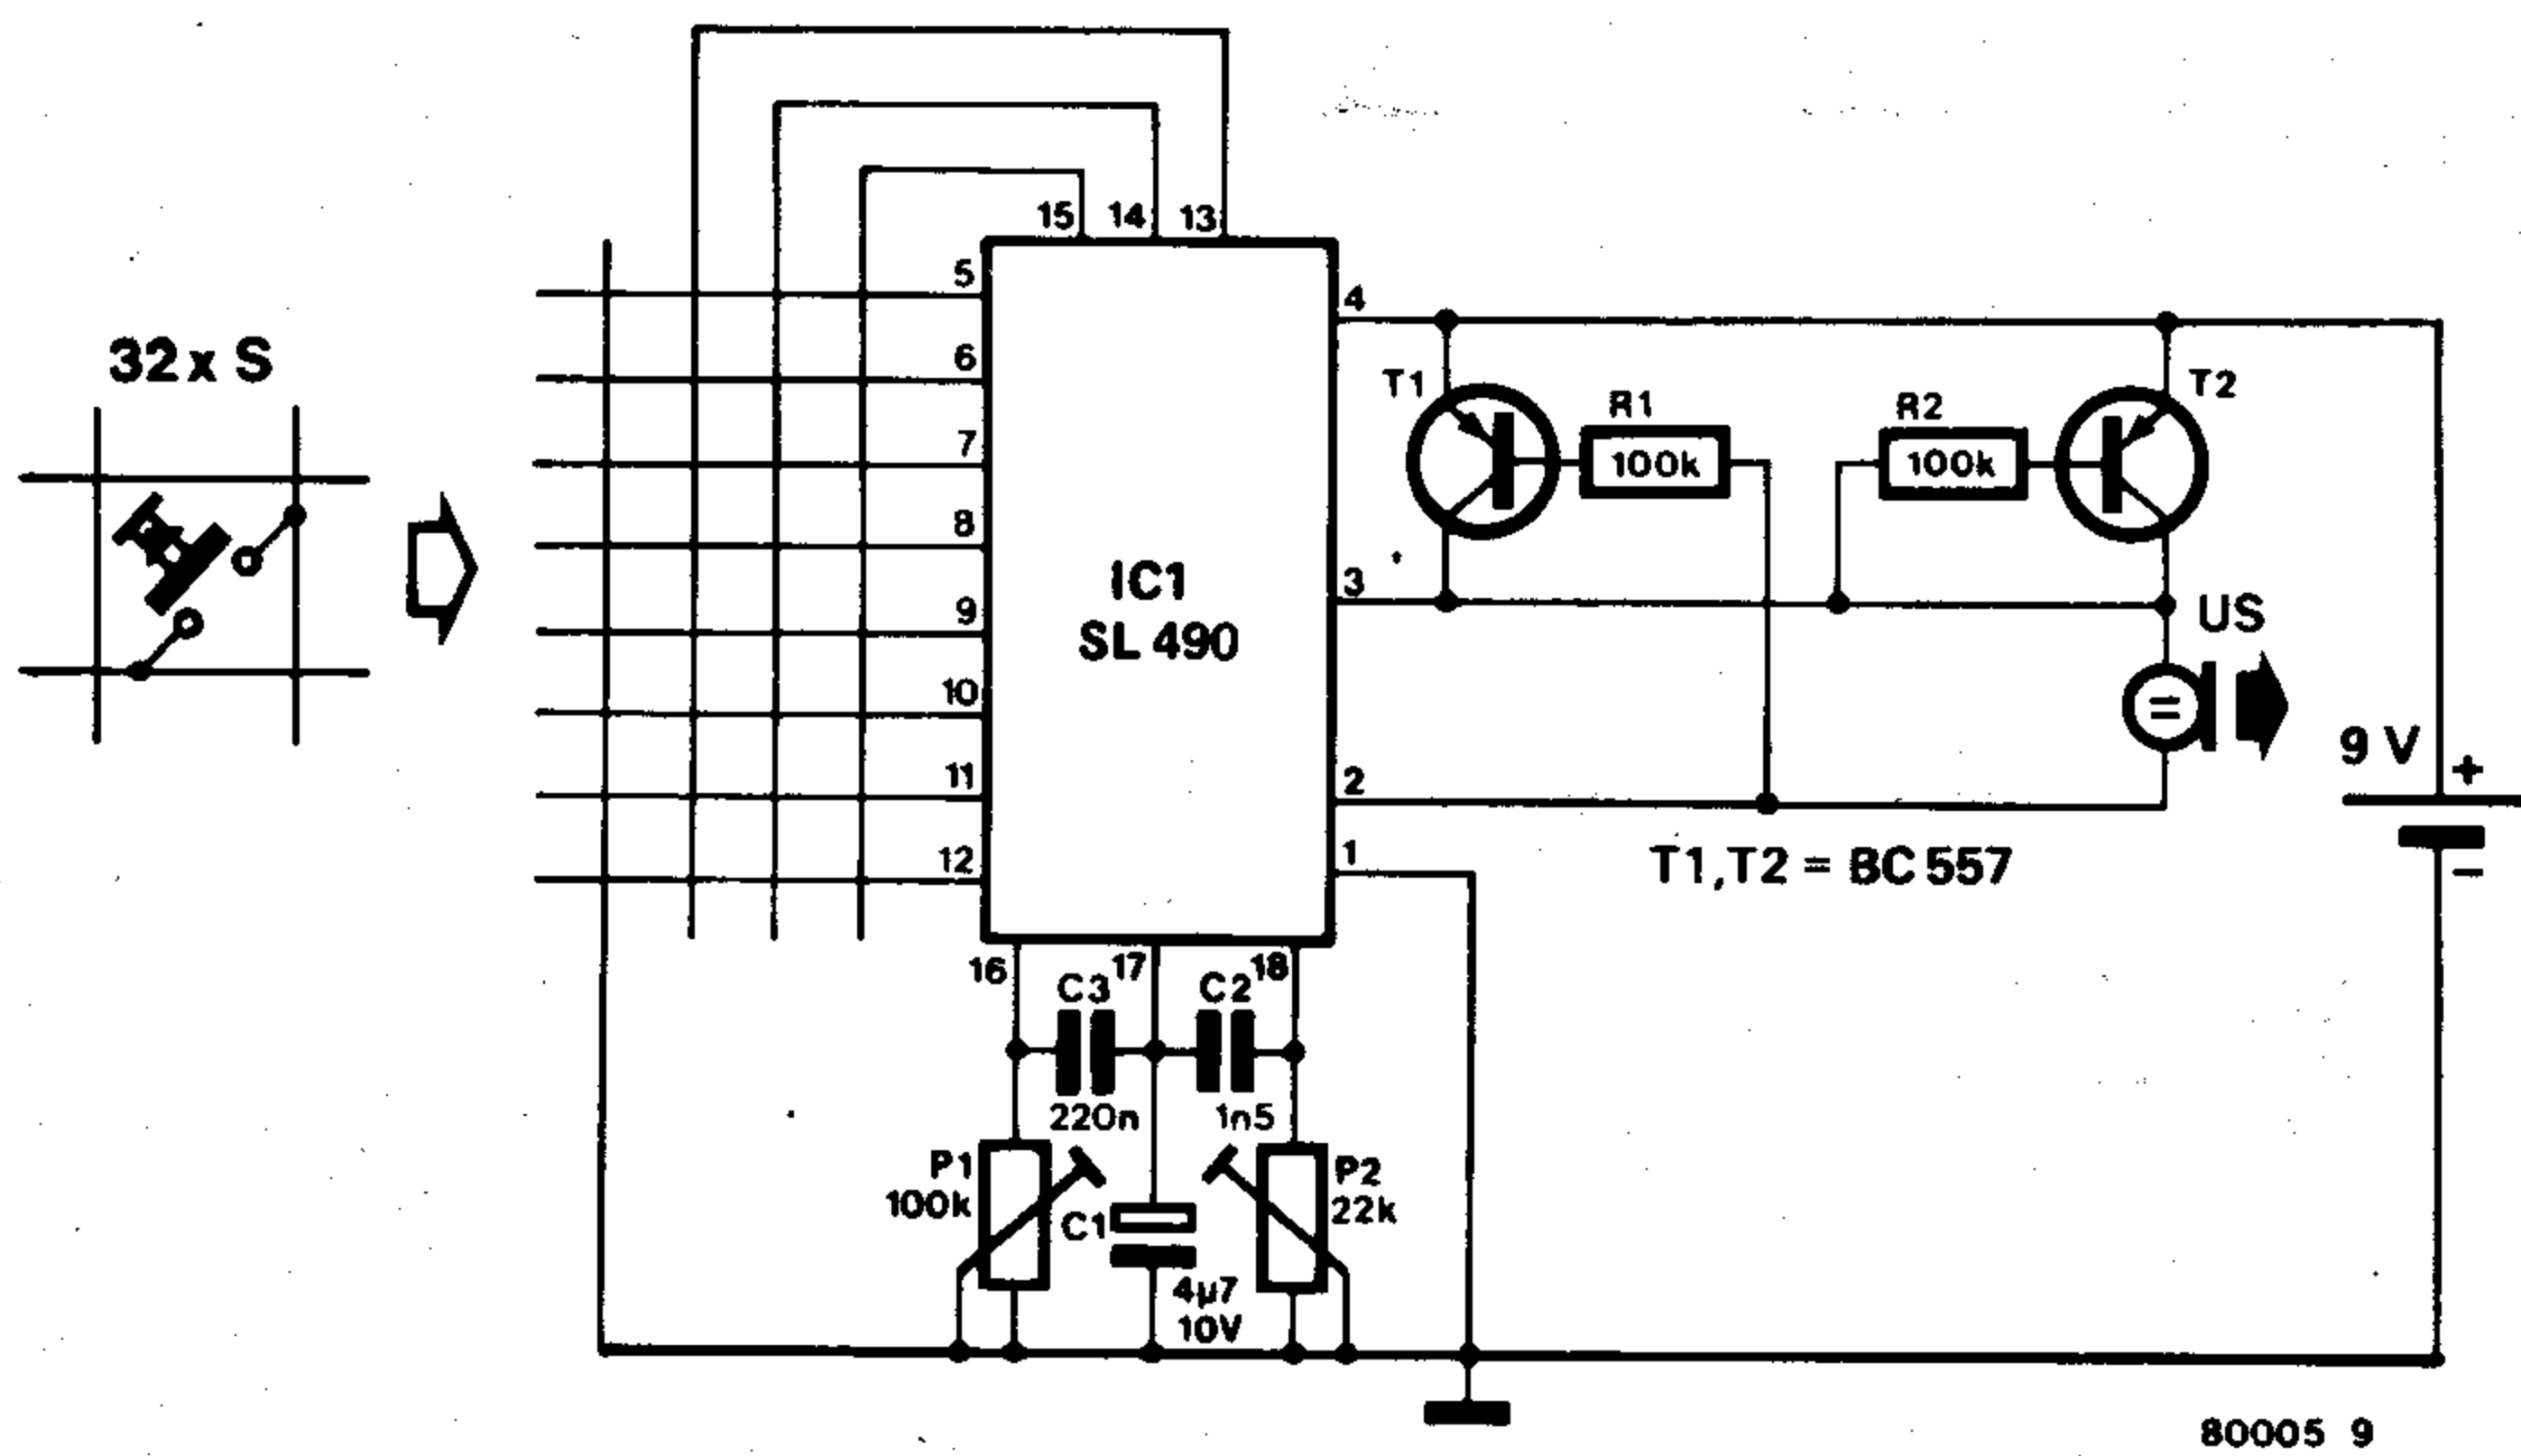 15 14 13
5
4
32x S
6
T1
R1
100k
R2
100k
T2
7
8
3
IC1
SL 490
9
US
10
2
9 V
+
=
11
12
1
T1,T2 = BC 557
−
16
17
18
C3
220n
C2
1n5
P1
100k
C1
4µ7
10V
P2
22k
80005 9